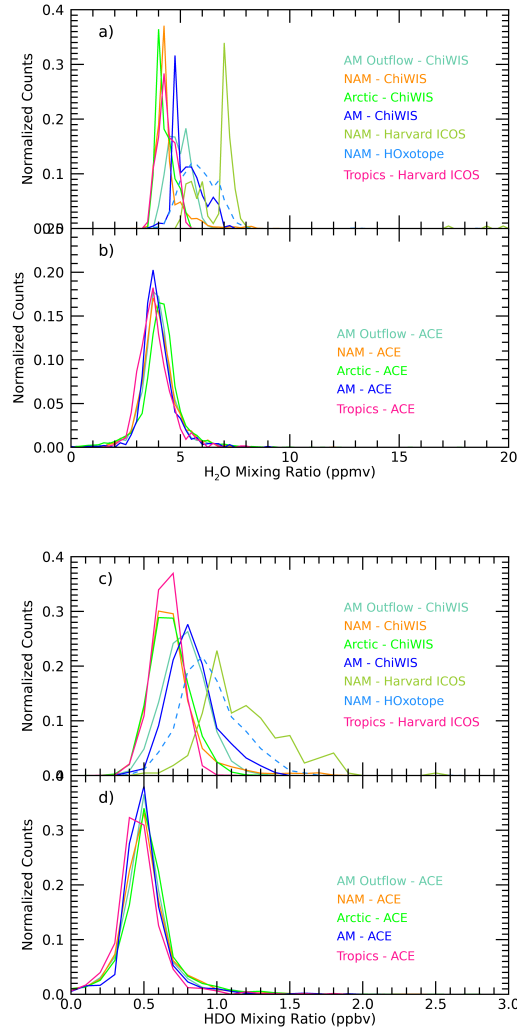 0.4
a)
0.3
0.2
0.1
Normalized Counts
AM Outflow - ChiWIS
NAM - ChiWIS
Arctic - ChiWIS
AM - ChiWIS
NAM - Harvard ICOS
NAM - HOxotope
Tropics - Harvard ICOS
b)
0.20
0.15
0.10
0.05
0.00
Normalized Counts
AM Outflow - ACE
NAM - ACE
Arctic - ACE
AM - ACE
Tropics - ACE
0 5 10 15 20
H2O Mixing Ratio (ppmv)
0.4
c)
0.3
0.2
0.1
Normalized Counts
AM Outflow - ChiWIS
NAM - ChiWIS
Arctic - ChiWIS
AM - ChiWIS
NAM - Harvard ICOS
NAM - HOxotope
Tropics - Harvard ICOS
d)
0.3
0.2
0.1
0.0
Normalized Counts
AM Outflow - ACE
NAM - ACE
Arctic - ACE
AM - ACE
Tropics - ACE
0.0 0.5 1.0 1.5 2.0 2.5 3.0
HDO Mixing Ratio (ppbv)